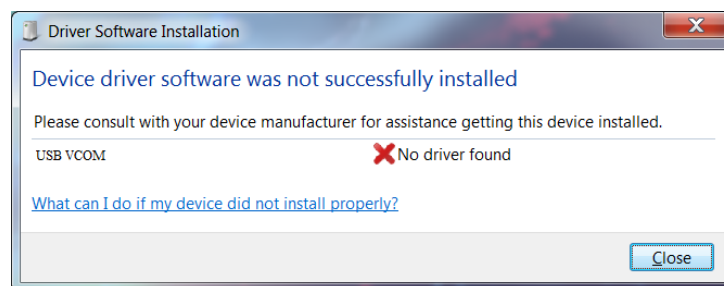 Driver Software Installation
Device driver software was not successfully installed
Please consult with your device manufacturer for assistance getting this device installed.
USB VCOM No driver found
What can I do if my device did not install properly?
Close